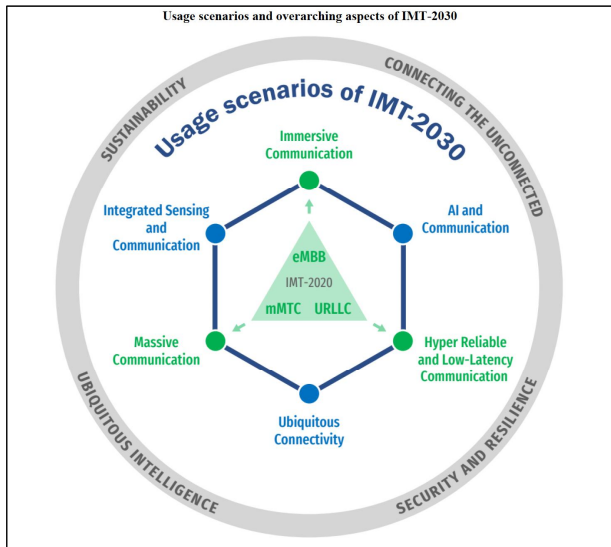 Usage scenarios and overarching aspects of IMT-2030
SUSTAINABILITY
CONNECTING THE UNCONNECTED
Usage scenarios of IMT-2030
Immersive
Communication
Integrated Sensing
and
Communication
AI and
Communication
eMBB
IMT-2020
mMTC URLLC
Massive
Communication
Hyper Reliable
and Low-Latency
Communication
Ubiquitous
Connectivity
UBIQUITOUS INTELLIGENCE
SECURITY AND RESILIENCE